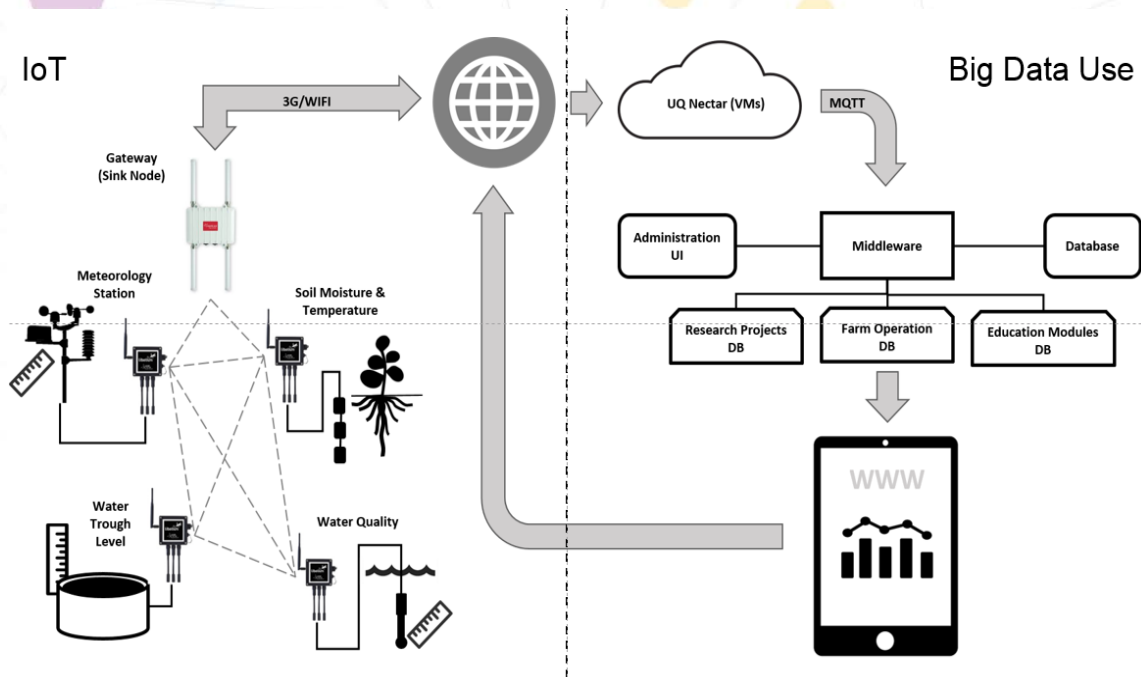 IoT
Big Data Use
3G/WIFI
UQ Nectar (VMs)
MQTT
Gateway
(Sink Node)
Administration
UI
Middleware
Database
Meteorology
Station
Soil Moisture &
Temperature
Research Projects
DB
Farm Operation
DB
Education Modules
DB
WWW
Water
Trough
Level
Water Quality